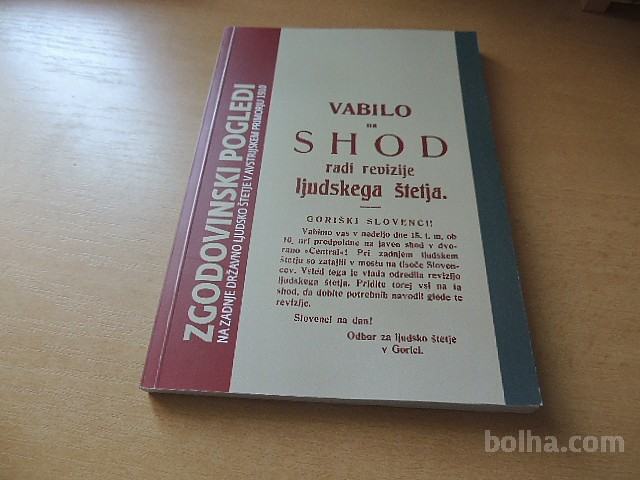 ZGODOVINSKI POGLEDI
NA ZADNJE DRŽAVNO LJUDSKO ŠTETJE V AVSTRIJSKEM PRIMORJU 1910
VABILO
na
SHOD
radi revizije
ljudskega štetja.
GORIŠKI SLOVENCI!
Vabimo vas v nedeljo dne 15. t. m. ob
10. uri predpoldne na javen shod v dvo-
rano »Central«! Pri zadnjem ljudskem
štetju so zatajili v mestu na tisoče Sloven-
cev. Vsled tega je vlada odredila revizijo
ljudskega štetja. Pridite torej vsi na ta
shod, da dobite potrebnih navodil glede te
revizije.
Slovenci na dan!
Odbor za ljudsko štetje
v Gorici.
bolha.com